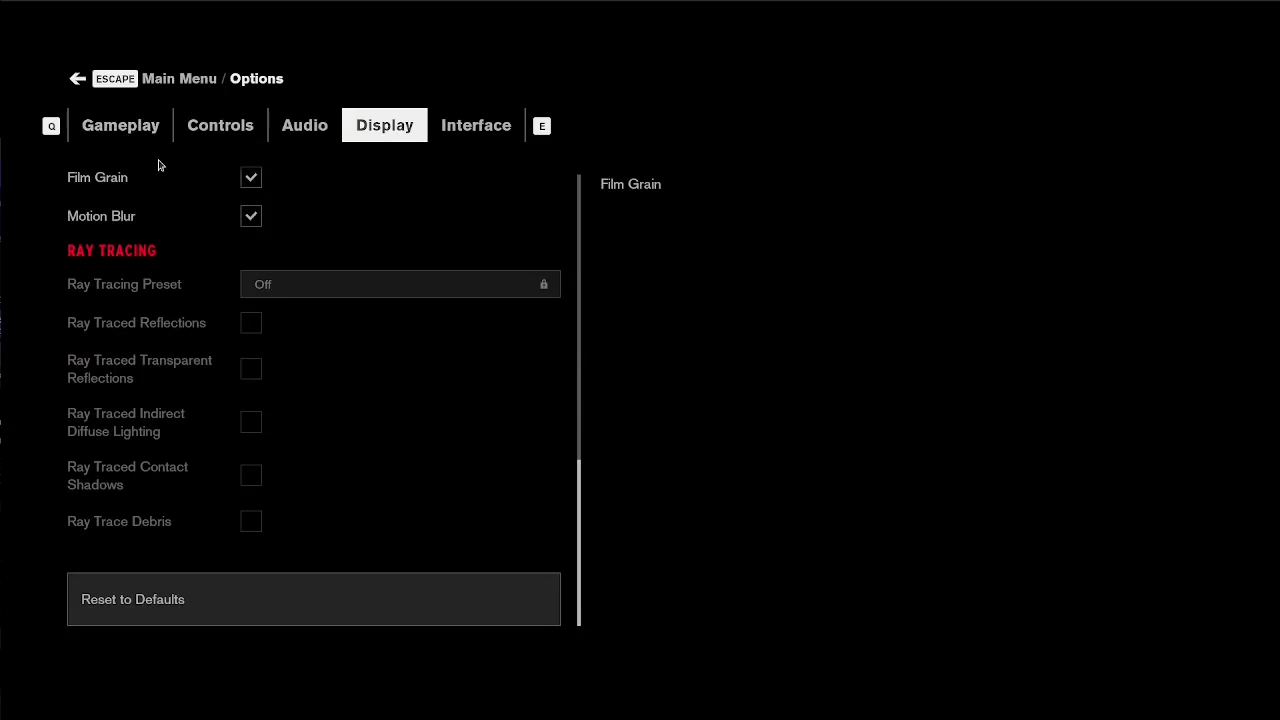 ESCAPE Main Menu / Options
Q Gameplay Controls Audio Display Interface E
Film Grain
Film Grain
Motion Blur
RAY TRACING
Ray Tracing Preset Off
Ray Traced Reflections
Ray Traced Transparent
Reflections
Ray Traced Indirect
Diffuse Lighting
Ray Traced Contact
Shadows
Ray Trace Debris
Reset to Defaults